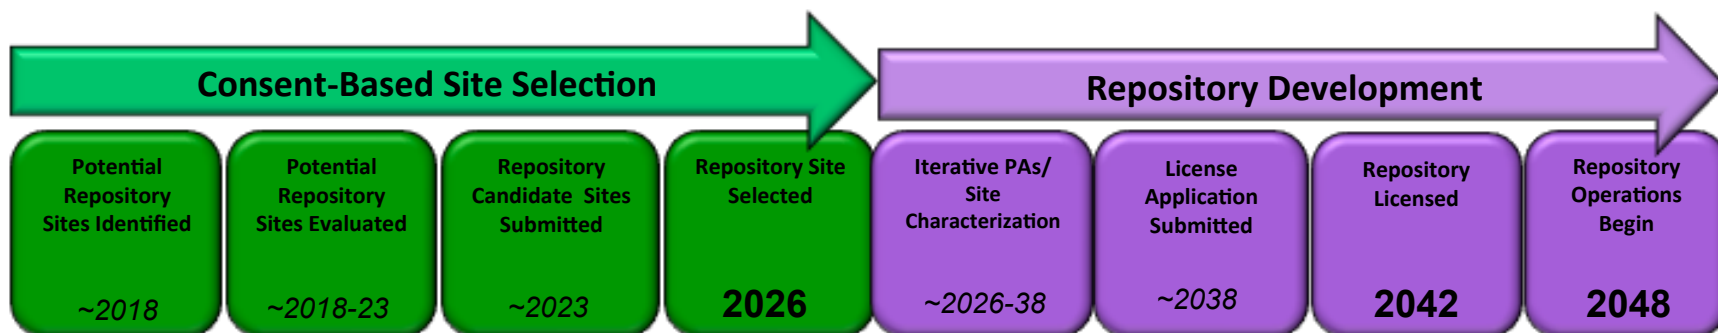 Consent-Based Site Selection
Repository Development
Potential
Repository
Sites Identified
~2018
Potential
Repository
Sites Evaluated
~2018-23
Repository
Candidate Sites
Submitted
~2023
Repository Site
Selected
2026
Iterative PAs/
Site
Characterization
~2026-38
License
Application
Submitted
~2038
Repository
Licensed
2042
Repository
Operations
Begin
2048